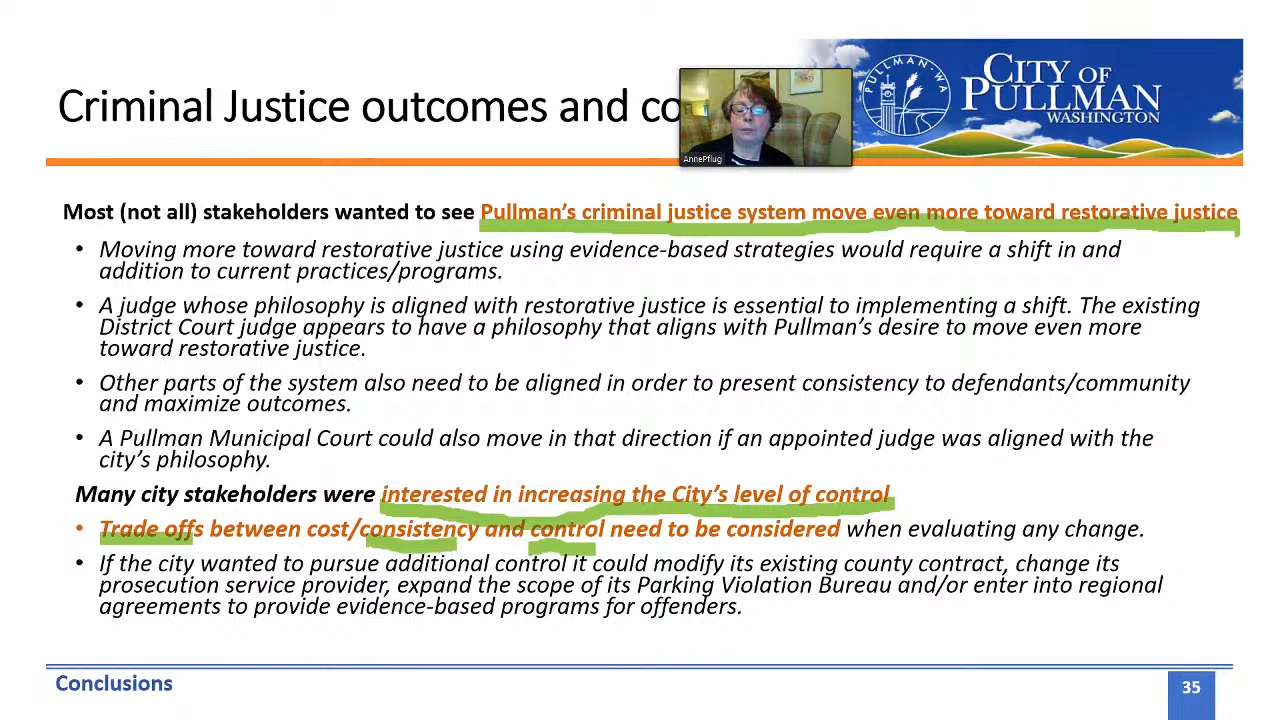 Criminal Justice outcomes and co
AnnePflug
PULLMAN·WA
CITY OF
PULLMAN
WASHINGTON
Most (not all) stakeholders wanted to see Pullman's criminal justice system move even more toward restorative justice
• Moving more toward restorative justice using evidence-based strategies would require a shift in and
addition to current practices/programs.
• A judge whose philosophy is aligned with restorative justice is essential to implementing a shift. The existing
District Court judge appears to have a philosophy that aligns with Pullman's desire to move even more
toward restorative justice.
• Other parts of the system also need to be aligned in order to present consistency to defendants/community
and maximize outcomes.
• A Pullman Municipal Court could also move in that direction if an appointed judge was aligned with the
city's philosophy.
Many city stakeholders were interested in increasing the City's level of control
• Trade offs between cost/consistency and control need to be considered when evaluating any change.
• If the city wanted to pursue additional control it could modify its existing county contract, change its
prosecution service provider, expand the scope of its Parking Violation Bureau and/or enter into regional
agreements to provide evidence-based programs for offenders.
Conclusions
35